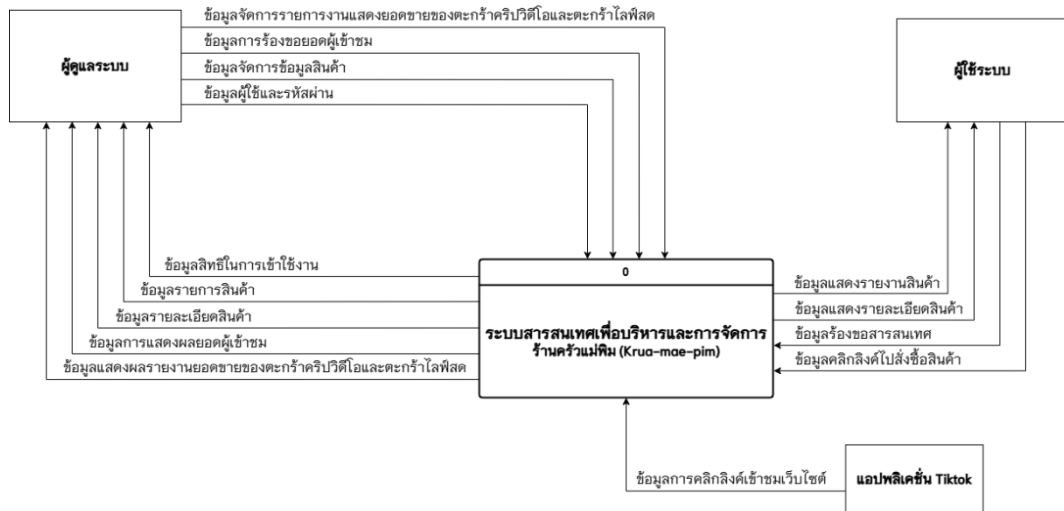 ข้อมูลจัดการรายการงานแสดงยอดขายของตะกร้าคริปวิดีโอและตะกร้าไลฟ์สด
ข้อมูลการร้องขอยอดผู้เข้าชม
ผู้ดูแลระบบ
ผู้ใช้ระบบ
ข้อมูลจัดการข้อมูลสินค้า
ข้อมูลผู้ใช้และรหัสผ่าน
ข้อมูลสิทธิในการเข้าใช้งาน
0
ข้อมูลรายการสินค้า
ข้อมูลแสดงรายงานสินค้า
ข้อมูลรายละเอียดสินค้า
ข้อมูลแสดงรายละเอียดสินค้า
ระบบสารสนเทศเพื่อบริหารและการจัดการ
ร้านครัวแม่พิม (Krua-mae-pim)
ข้อมูลร้องขอสารสนเทศ
ข้อมูลการแสดงผลยอดผู้เข้าชม
ข้อมูลคลิกลิงค์ไปสั่งซื้อสินค้า
ข้อมูลแสดงผลรายงานยอดขายของตะกร้าคริปวิดีโอและตะกร้าไลฟ์สด
ข้อมูลการคลิกลิงค์เข้าชมเว็บไซต์
แอปพลิเคชั่น Tiktok